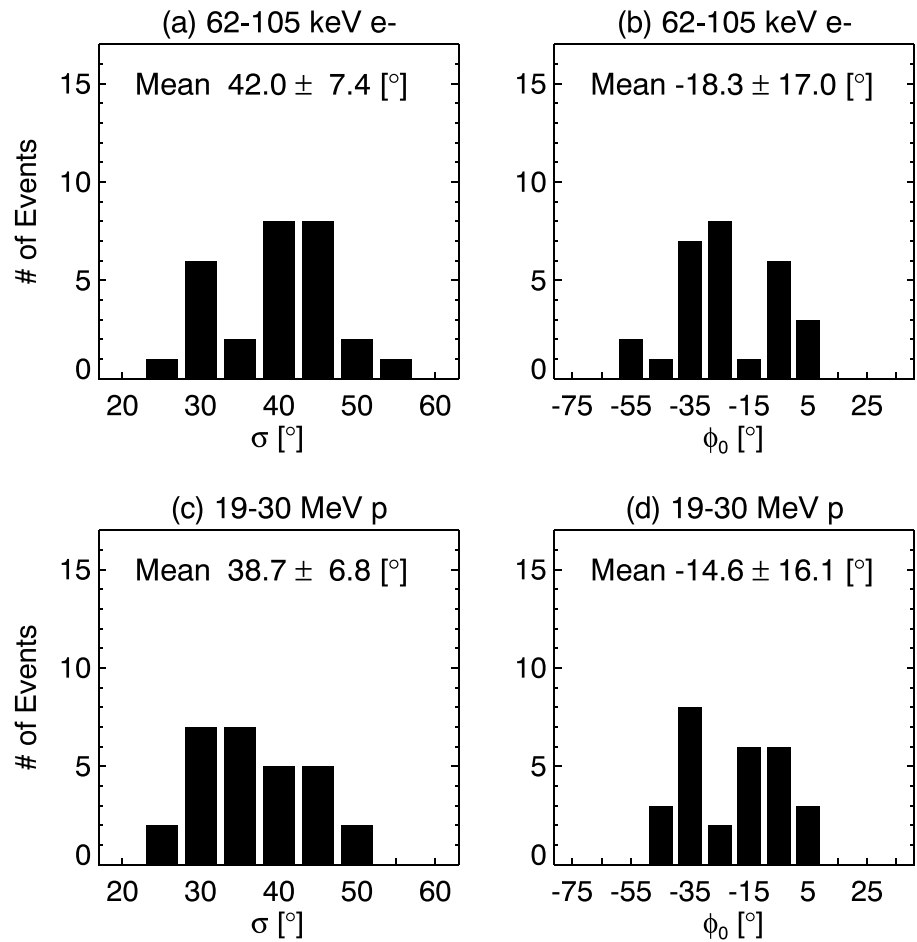 (a) 62-105 keV e-
Mean 42.0 ± 7.4 [°]
# of Events
15
10
5
0
20 30 40 50 60
σ [°]
(b) 62-105 keV e-
Mean -18.3 ± 17.0 [°]
15
10
5
0
-75 -55 -35 -15 5 25
ϕ₀ [°]
(c) 19-30 MeV p
Mean 38.7 ± 6.8 [°]
# of Events
15
10
5
0
20 30 40 50 60
σ [°]
(d) 19-30 MeV p
Mean -14.6 ± 16.1 [°]
15
10
5
0
-75 -55 -35 -15 5 25
ϕ₀ [°]